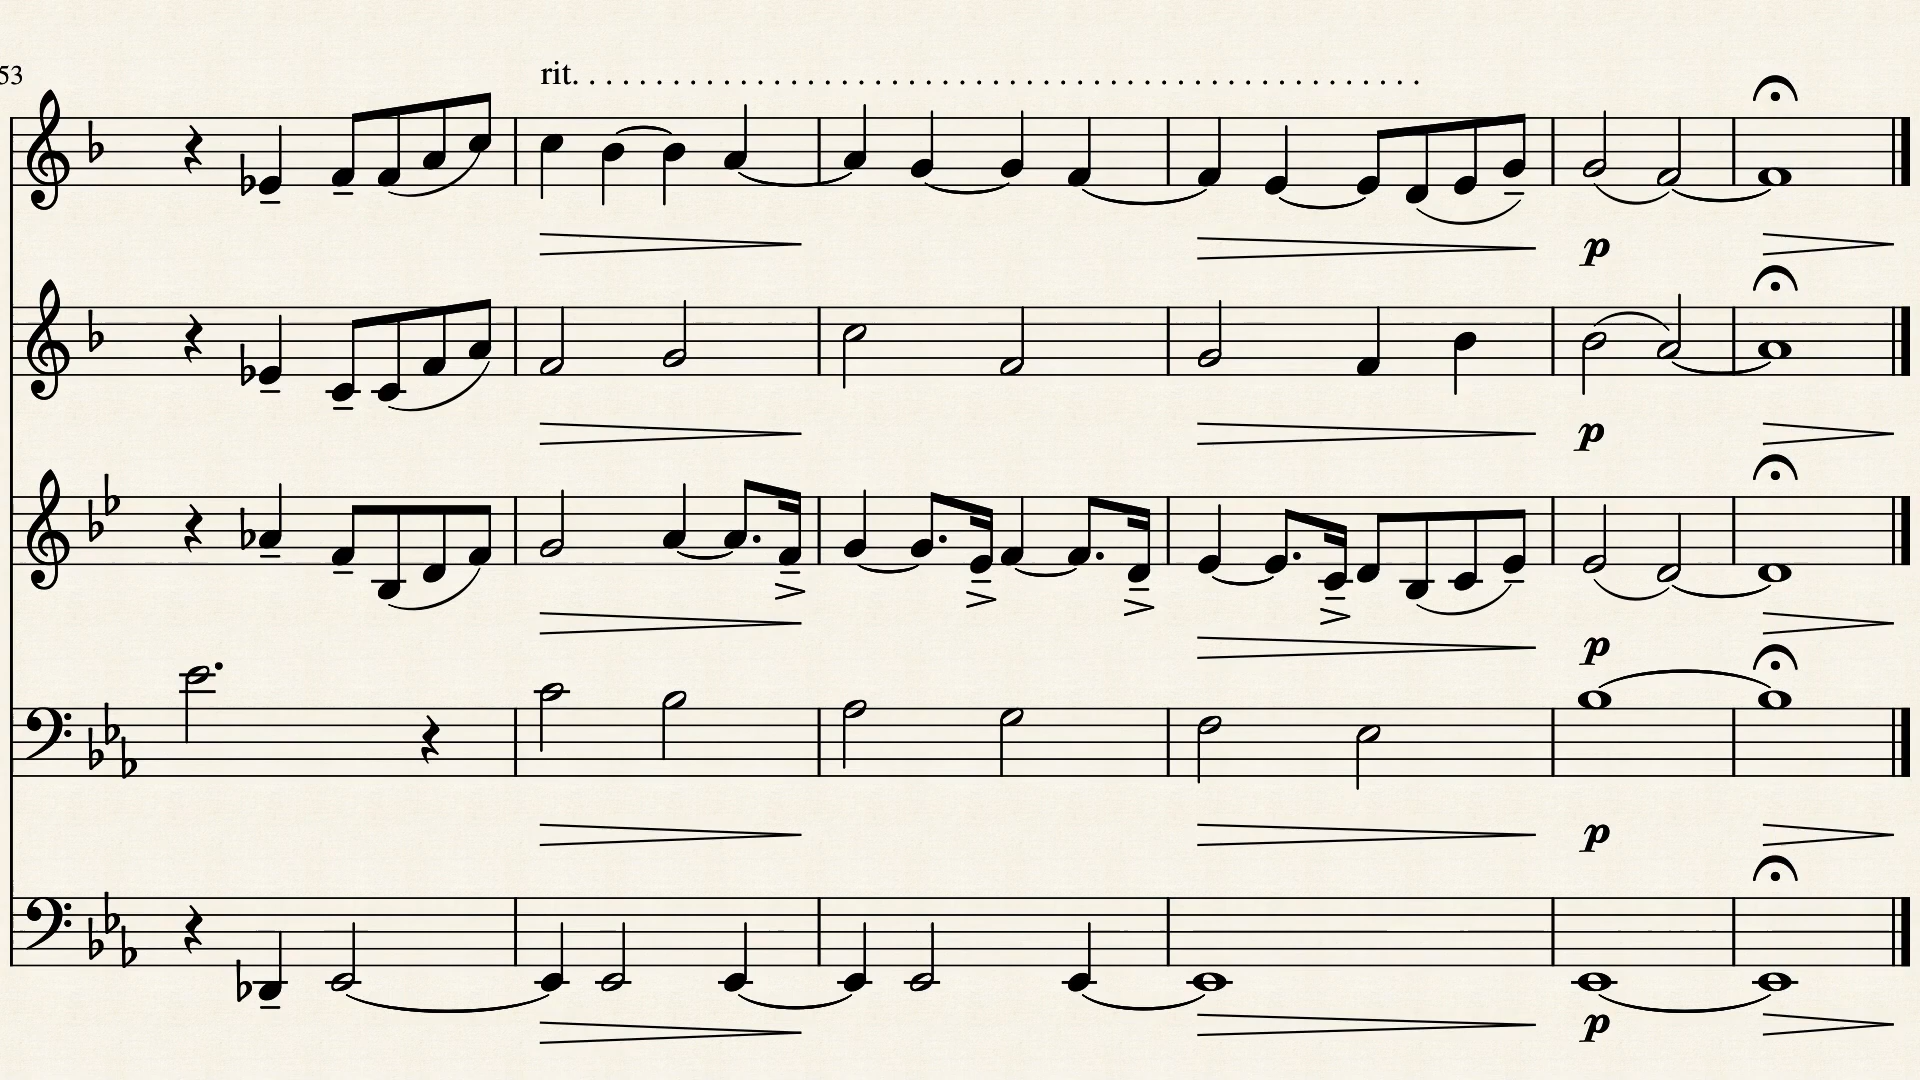 53
rit. . . . . . . . . . . . . . . . . . . . . . . . . . . . . . . . . . . . . . . . . .
p
p
p
p
p